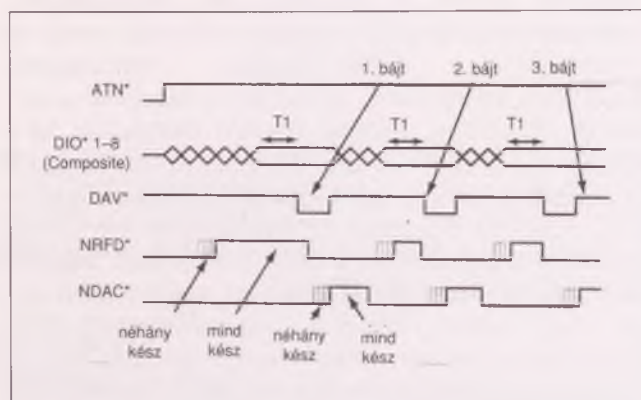 1. bájt 2. bájt 3. bájt
ATN*
T1 T1 T1
DIO* 1–8
(Composite)
DAV*
NRFD*
NDAC*
néhány kész
mind kész
néhány kész
mind kész